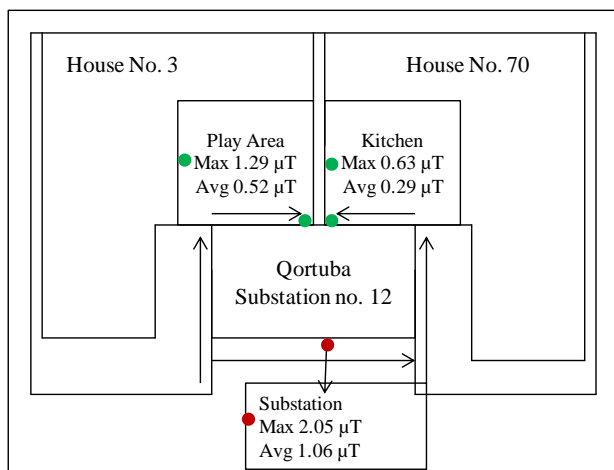 House No. 3
House No. 70
Play Area
Max 1.29 µT
Avg 0.52 µT
Kitchen
Max 0.63 µT
Avg 0.29 µT
Qortuba
Substation no. 12
Substation
Max 2.05 µT
Avg 1.06 µT